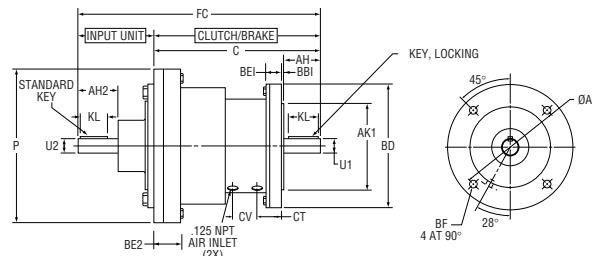 FC
INPUT UNIT
CLUTCH/BRAKE
C
AH
KEY, LOCKING
BEI
BBI
45°
STANDARD
KEY
AH2
ØA
KL
KL
AK1
P
U2
BD
U1
BF
4 AT 90°
28°
CV
CT
BE2
.125 NPT
AIR INLET
(2X)